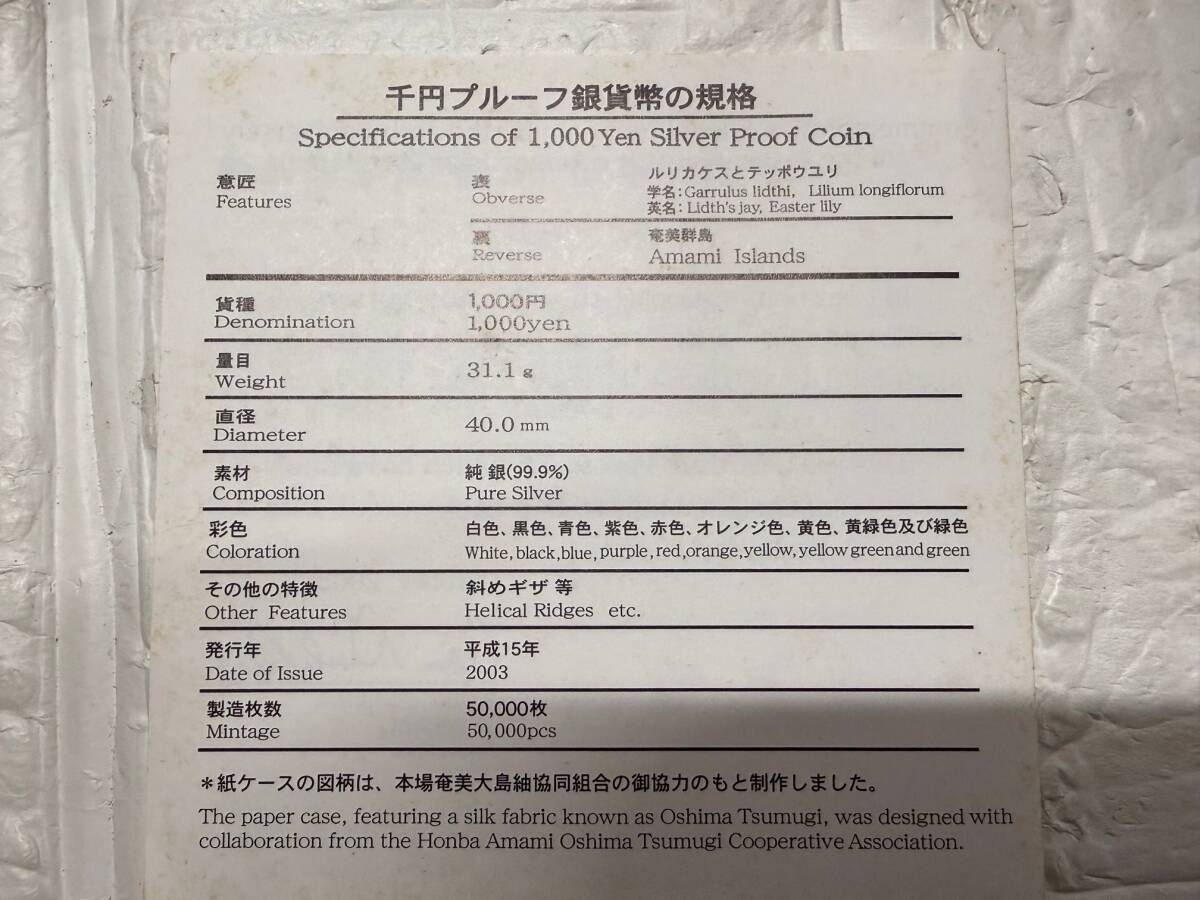 千円プルーフ銀貨幣の規格
Specifications of 1,000 Yen Silver Proof Coin
意匠
Features
表
Obverse
ルリカケスとテッポウユリ
学名：Garrulus lidthi, Lilium longiflorum
英名：Lidth's jay, Easter lily
裏
Reverse
奄美群島
Amami Islands
貨種
Denomination
1,000円
1,000yen
量目
Weight
31.1 g
直径
Diameter
40.0 mm
素材
Composition
純銀(99.9%)
Pure Silver
彩色
Coloration
白色、黒色、青色、紫色、赤色、オレンジ色、黄色、黄緑色及び緑色
White, black, blue, purple, red, orange, yellow, yellow green and green
その他の特徴
Other Features
斜めギザ 等
Helical Ridges etc.
発行年
Date of Issue
平成15年
2003
製造枚数
Mintage
50,000枚
50,000pcs
＊紙ケースの図柄は、本場奄美大島紬協同組合の御協力のもと制作しました。
The paper case, featuring a silk fabric known as Oshima Tsumugi, was designed with
collaboration from the Honba Amami Oshima Tsumugi Cooperative Association.